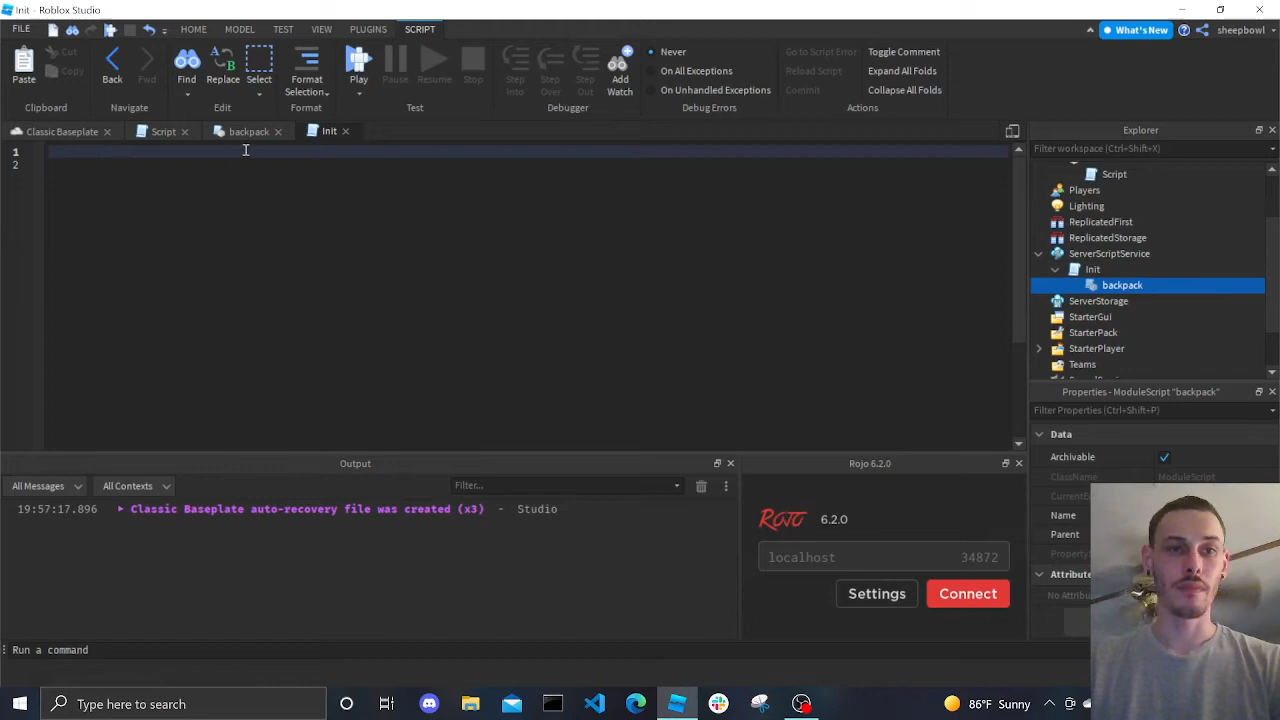 Init - Roblox Studio
FILE HOME MODEL TEST VIEW PLUGINS SCRIPT What's New sheepbowl
Paste Cut Copy Back Fwd Find Replace Select Format Selection Play Pause Resume Stop Step Into Step Over Step Out Add Watch
Never
On All Exceptions
On Unhandled Exceptions
Go to Script Error
Reload Script
Commit
Toggle Comment
Expand All Folds
Collapse All Folds
Clipboard Navigate Edit Format Test Debugger Debug Errors Actions
Classic Baseplate Script backpack Init
1
2
Explorer
Filter workspace (Ctrl+Shift+X)
Script
Players
Lighting
ReplicatedFirst
ReplicatedStorage
ServerScriptService
Init
backpack
ServerStorage
StarterGui
StarterPack
StarterPlayer
Teams
Properties - ModuleScript "backpack"
Filter Properties (Ctrl+Shift+P)
Data
Archivable
ClassName ModuleScript
Name
Parent
Output
All Messages All Contexts Filter...
19:57:17.896 Classic Baseplate auto-recovery file was created (x3) - Studio
Rojo 6.2.0
ROJO 6.2.0
localhost 34872
Settings Connect
Run a command
Type here to search 86°F Sunny